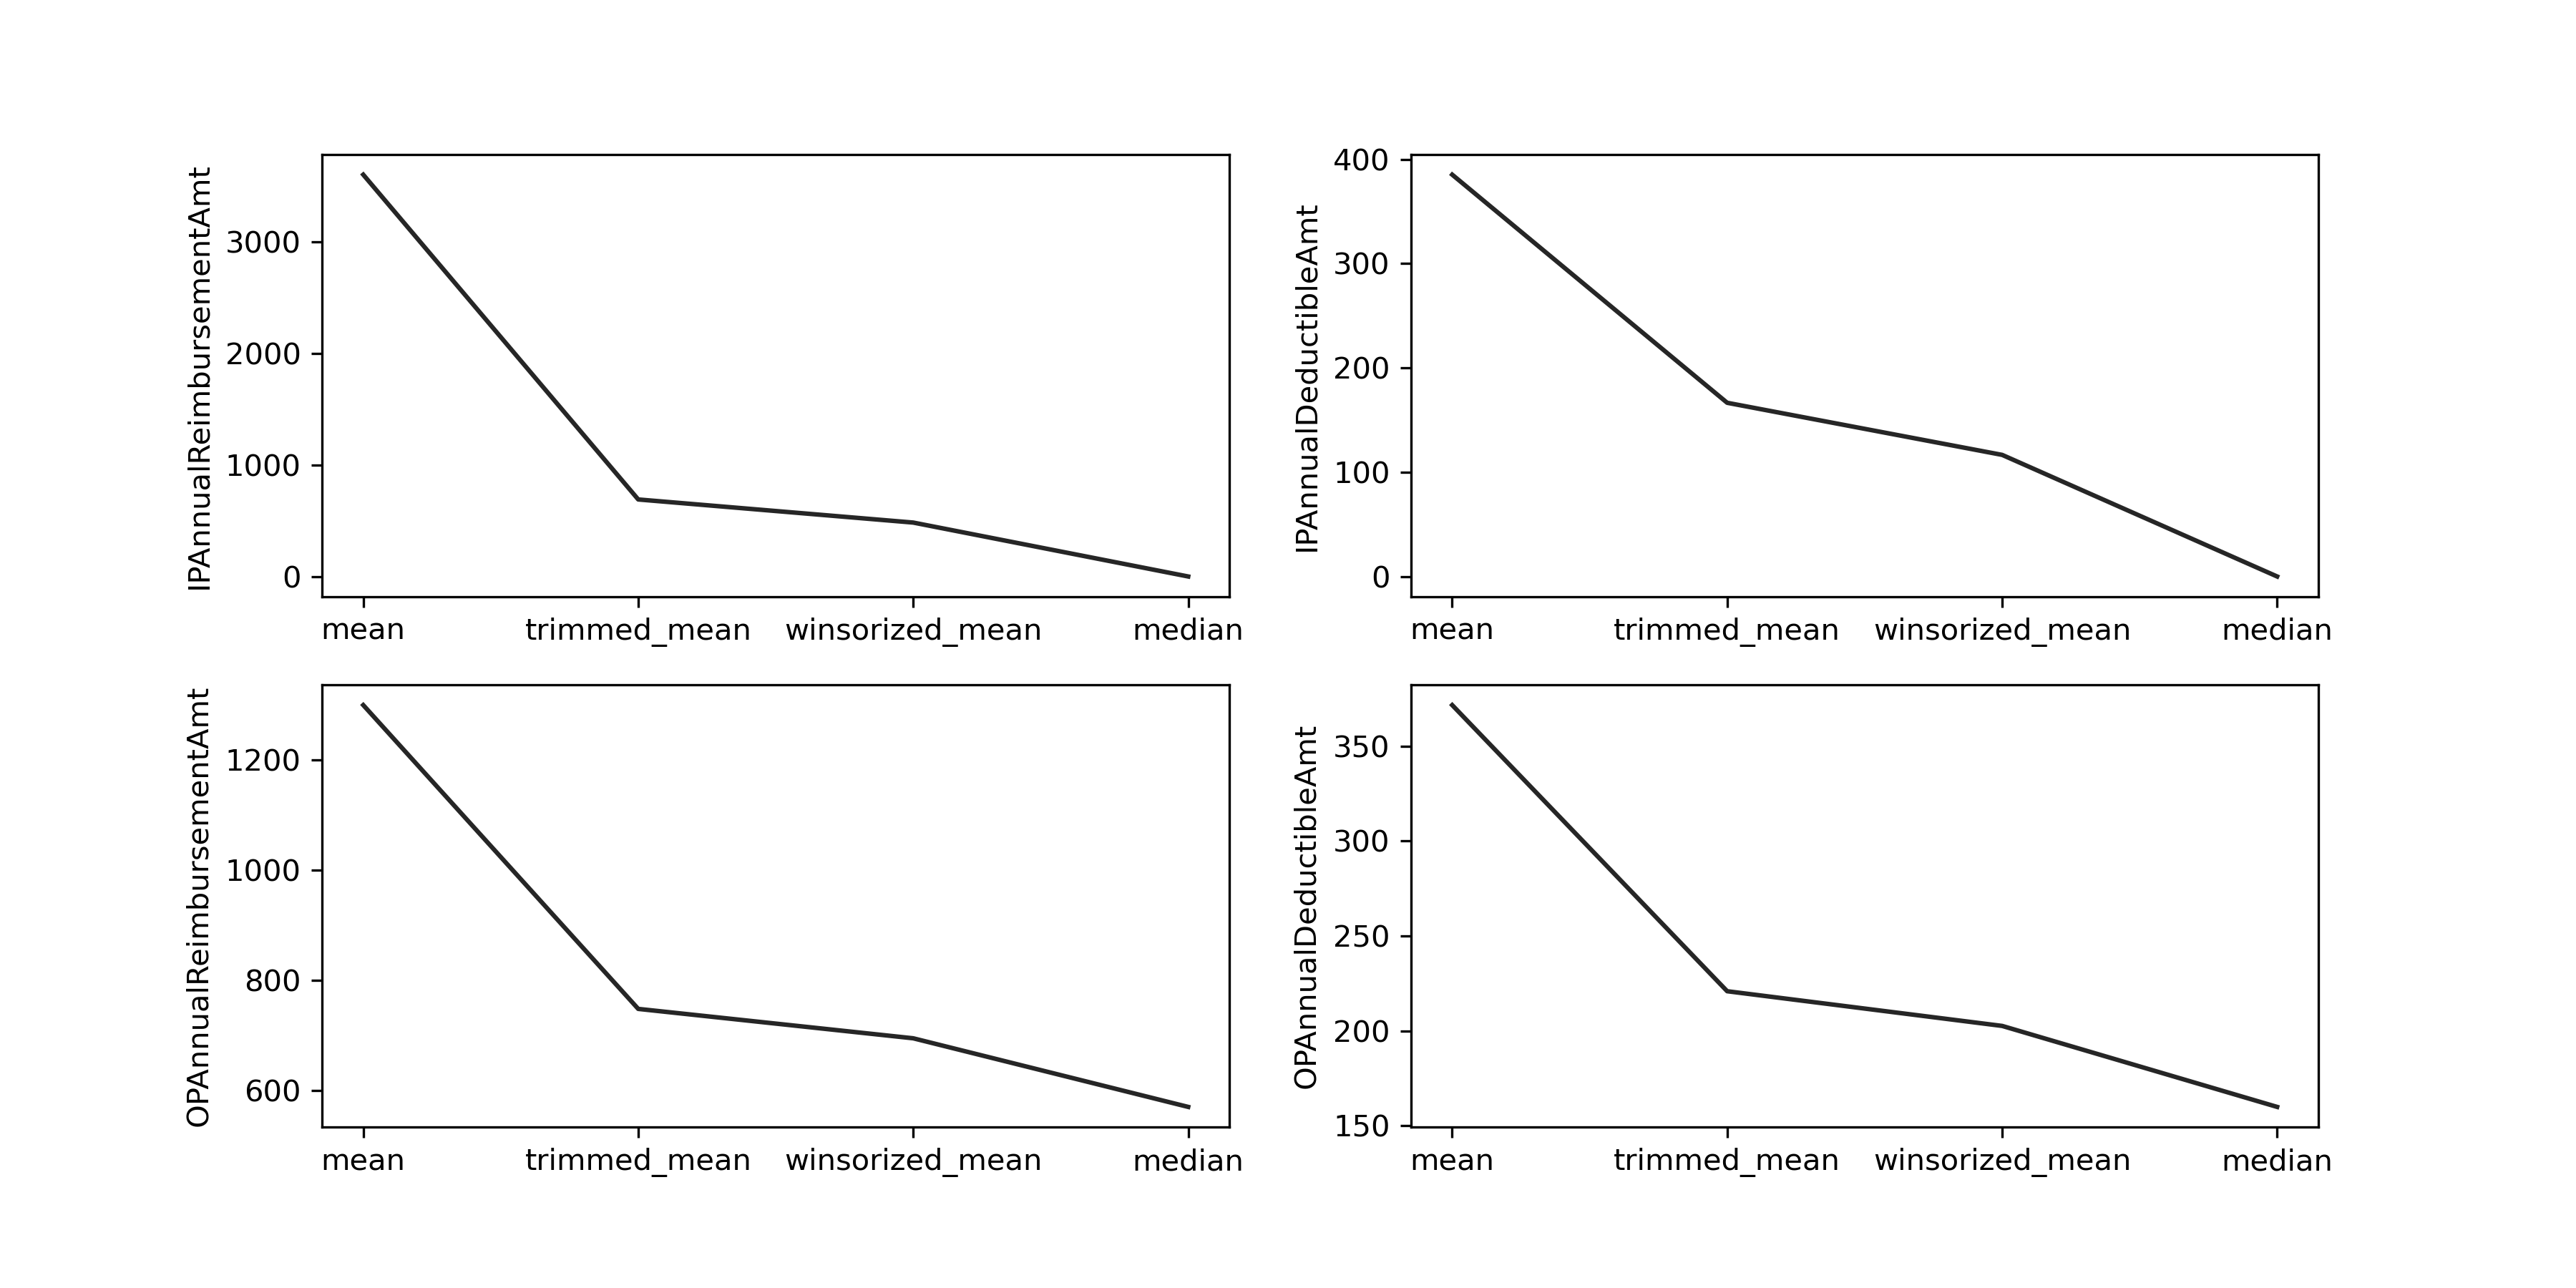 IPAnnualReimbursementAmt
3000
2000
1000
0
mean trimmed_mean winsorized_mean median
IPAnnualDeductibleAmt
400
300
200
100
0
mean trimmed_mean winsorized_mean median
OPAnnualReimbursementAmt
1200
1000
800
600
mean trimmed_mean winsorized_mean median
OPAnnualDeductibleAmt
350
300
250
200
150
mean trimmed_mean winsorized_mean median